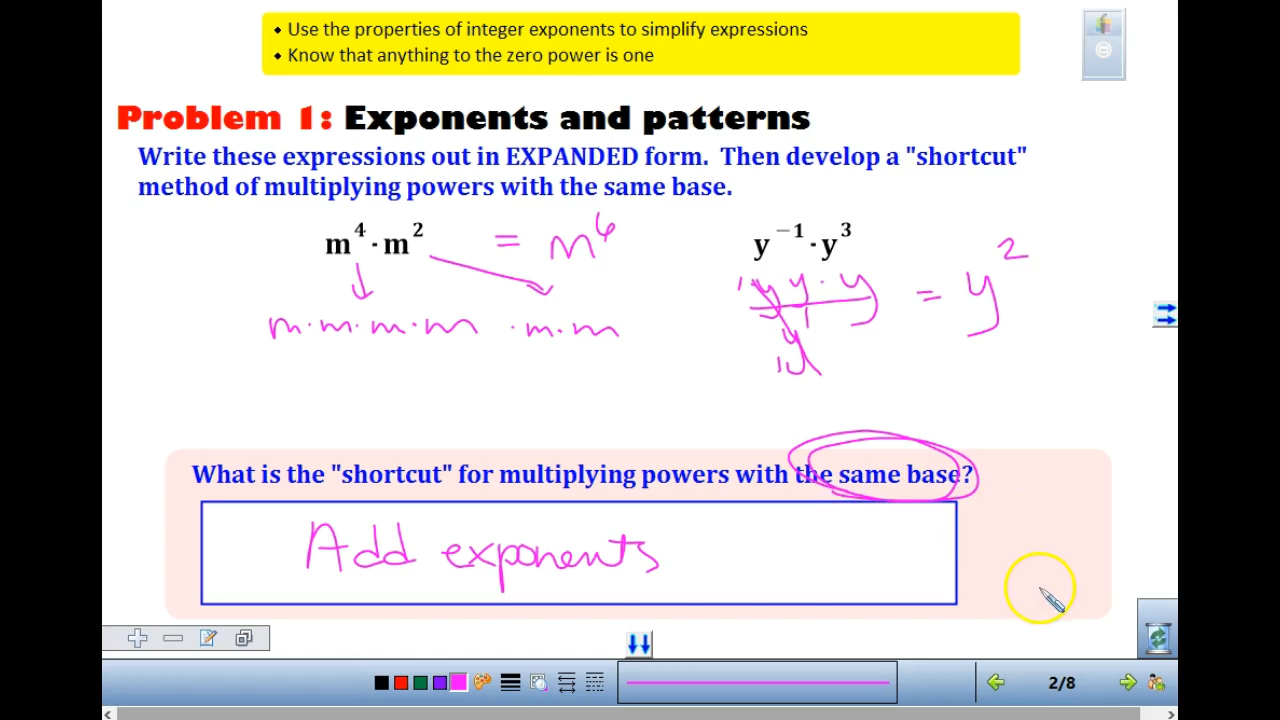 • Use the properties of integer exponents to simplify expressions
• Know that anything to the zero power is one
Problem 1: Exponents and patterns
Write these expressions out in EXPANDED form. Then develop a "shortcut"
method of multiplying powers with the same base.
m⁴·m² = m⁶
y⁻¹·y³
m·m·m·m ·m·m
= y²
What is the "shortcut" for multiplying powers with the same base?
Add exponents
2/8